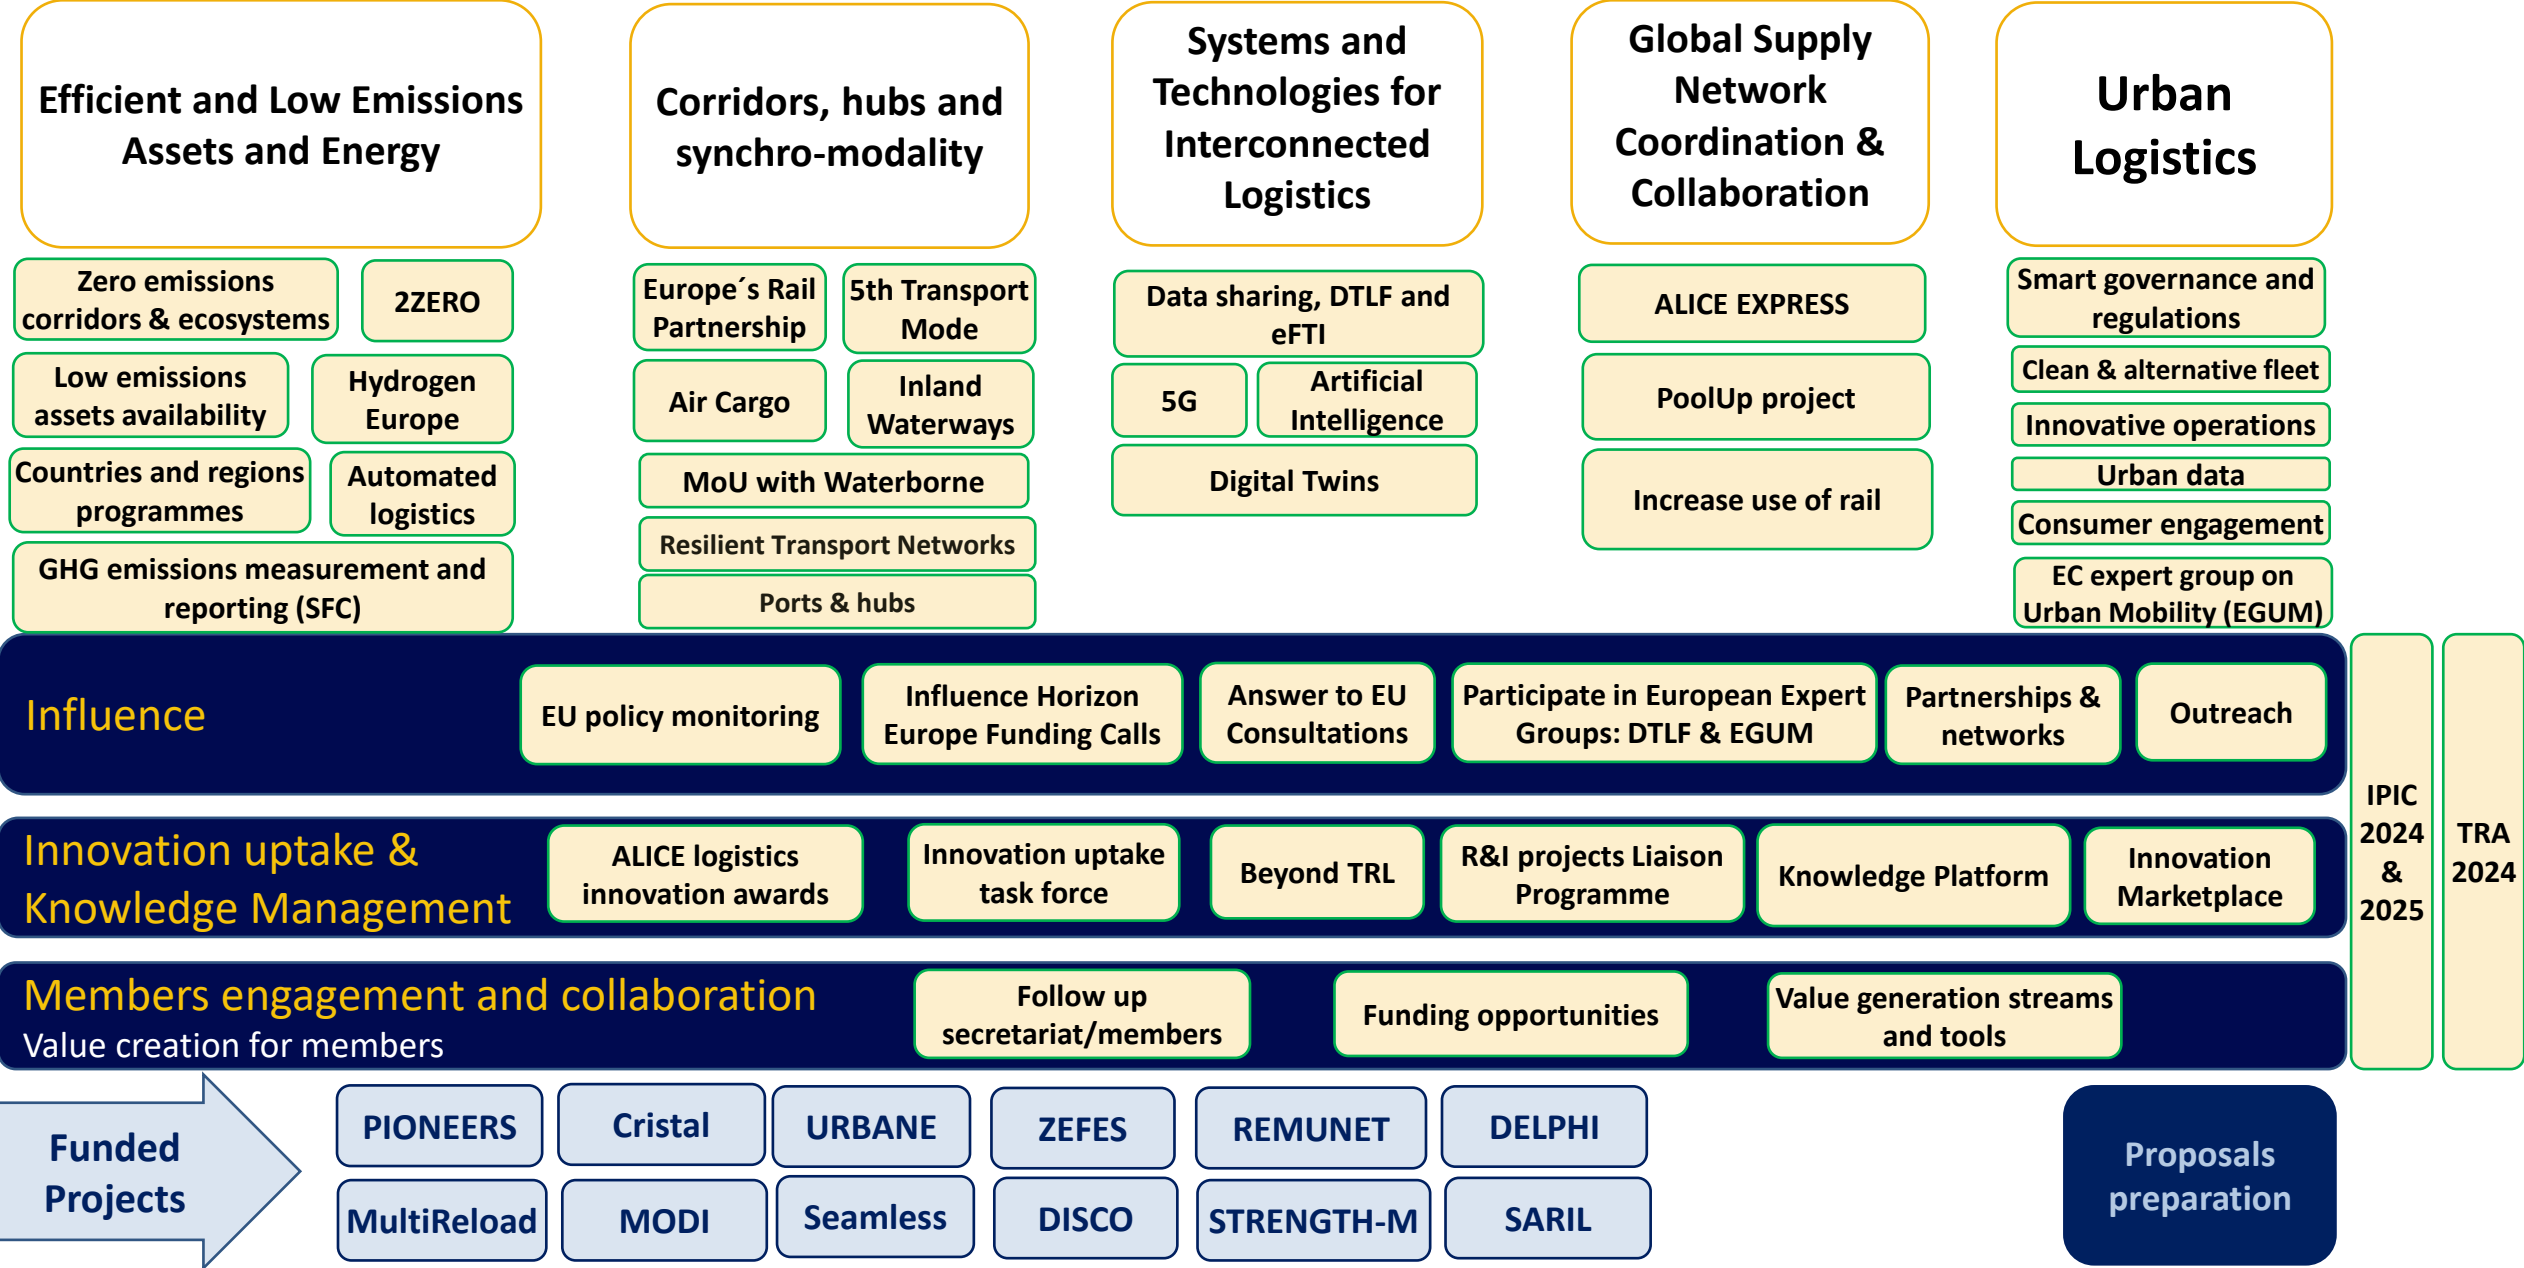 Efficient and Low Emissions
Assets and Energy
Corridors, hubs and
synchro-modality
Systems and
Technologies for
Interconnected
Logistics
Global Supply
Network
Coordination &
Collaboration
Urban
Logistics
Zero emissions
corridors & ecosystems
2ZERO
Low emissions
assets availability
Hydrogen
Europe
Countries and regions
programmes
Automated
logistics
GHG emissions measurement and
reporting (SFC)
Europe´s Rail
Partnership
5th Transport
Mode
Air Cargo
Inland
Waterways
MoU with Waterborne
Resilient Transport Networks
Ports & hubs
Data sharing, DTLF and
eFTI
5G
Artificial
Intelligence
Digital Twins
ALICE EXPRESS
PoolUp project
Increase use of rail
Smart governance and
regulations
Clean & alternative fleet
Innovative operations
Urban data
Consumer engagement
EC expert group on
Urban Mobility (EGUM)
Influence
EU policy monitoring
Influence Horizon
Europe Funding Calls
Answer to EU
Consultations
Participate in European Expert
Groups: DTLF & EGUM
Partnerships &
networks
Outreach
Innovation uptake &
Knowledge Management
ALICE logistics
innovation awards
Innovation uptake
task force
Beyond TRL
R&I projects Liaison
Programme
Knowledge Platform
Innovation
Marketplace
Members engagement and collaboration
Value creation for members
Follow up
secretariat/members
Funding opportunities
Value generation streams
and tools
IPIC
2024
&
2025
TRA
2024
Funded
Projects
PIONEERS
Cristal
URBANE
ZEFES
REMUNET
DELPHI
MultiReload
MODI
Seamless
DISCO
STRENGTH-M
SARIL
Proposals
preparation